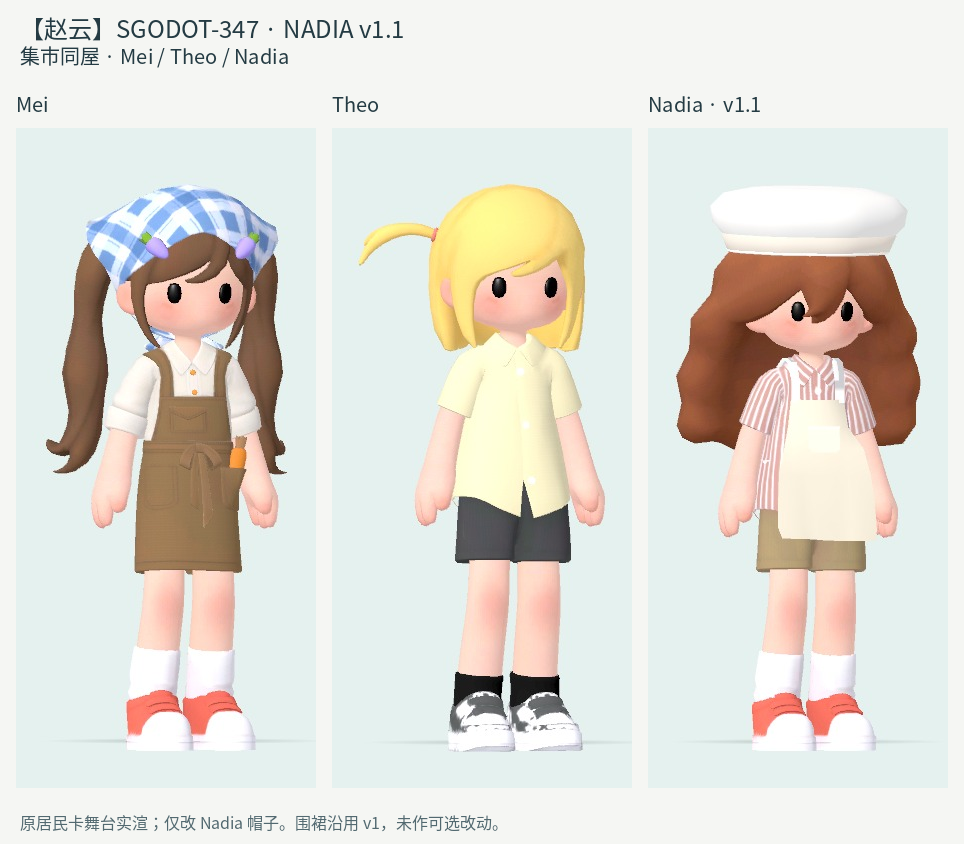 【赵云】SGODOT-347 · NADIA v1.1
集市同屋 · Mei / Theo / Nadia
Mei
Theo
Nadia · v1.1
原居民卡舞台实渲；仅改 Nadia 帽子。围裙沿用 v1，未作可选改动。